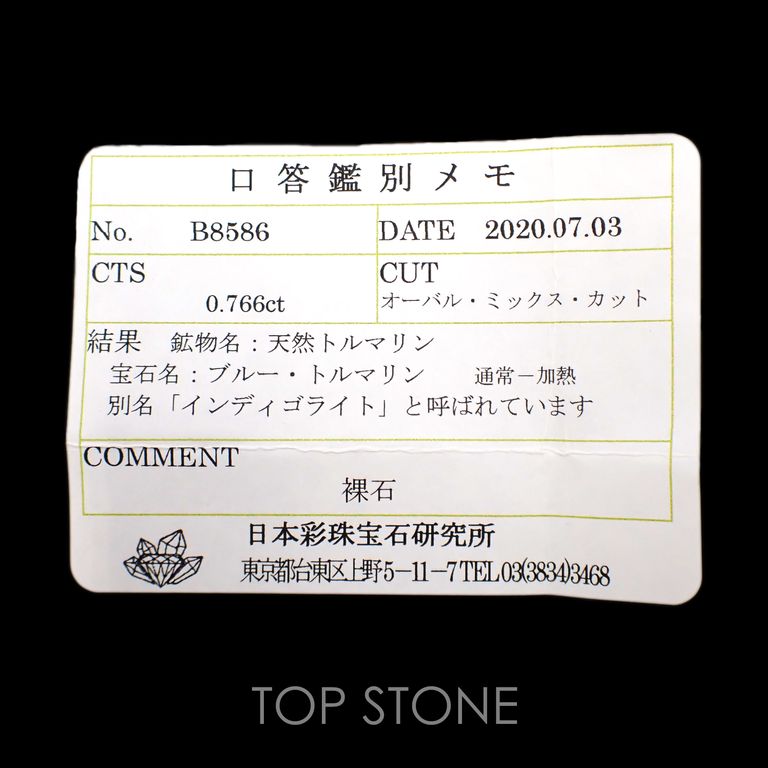 口答鑑別メモ
No. B8586 DATE 2020.07.03
CTS CUT
0.766ct オーバル・ミックス・カット
結果 鉱物名：天然トルマリン
宝石名：ブルー・トルマリン 通常－加熱
別名「インディゴライト」と呼ばれています
COMMENT
裸石
日本彩珠宝石研究所
東京都台東区上野5－11－7 TEL 03(3834)3468
TOP STONE